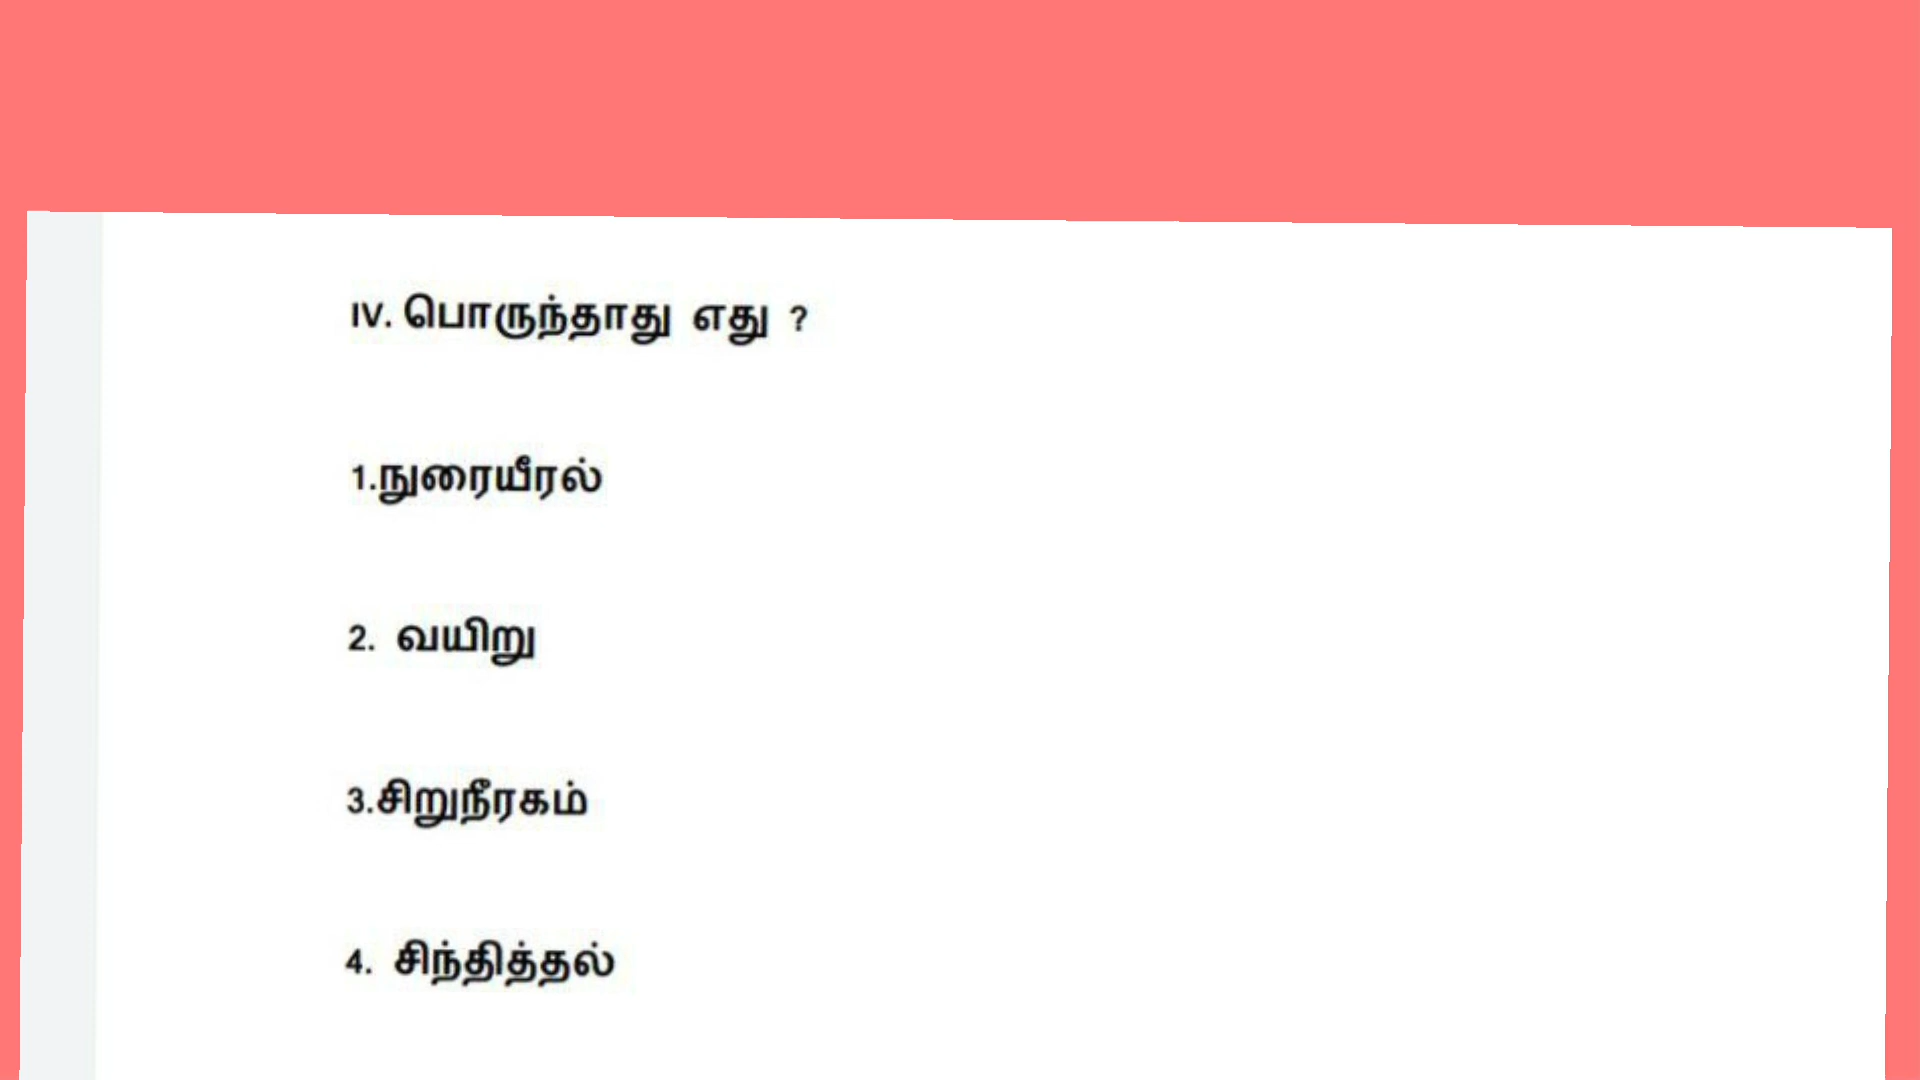 IV. பொருந்தாது எது ?
1.நுரையீரல்
2. வயிறு
3.சிறுநீரகம்
4. சிந்தித்தல்